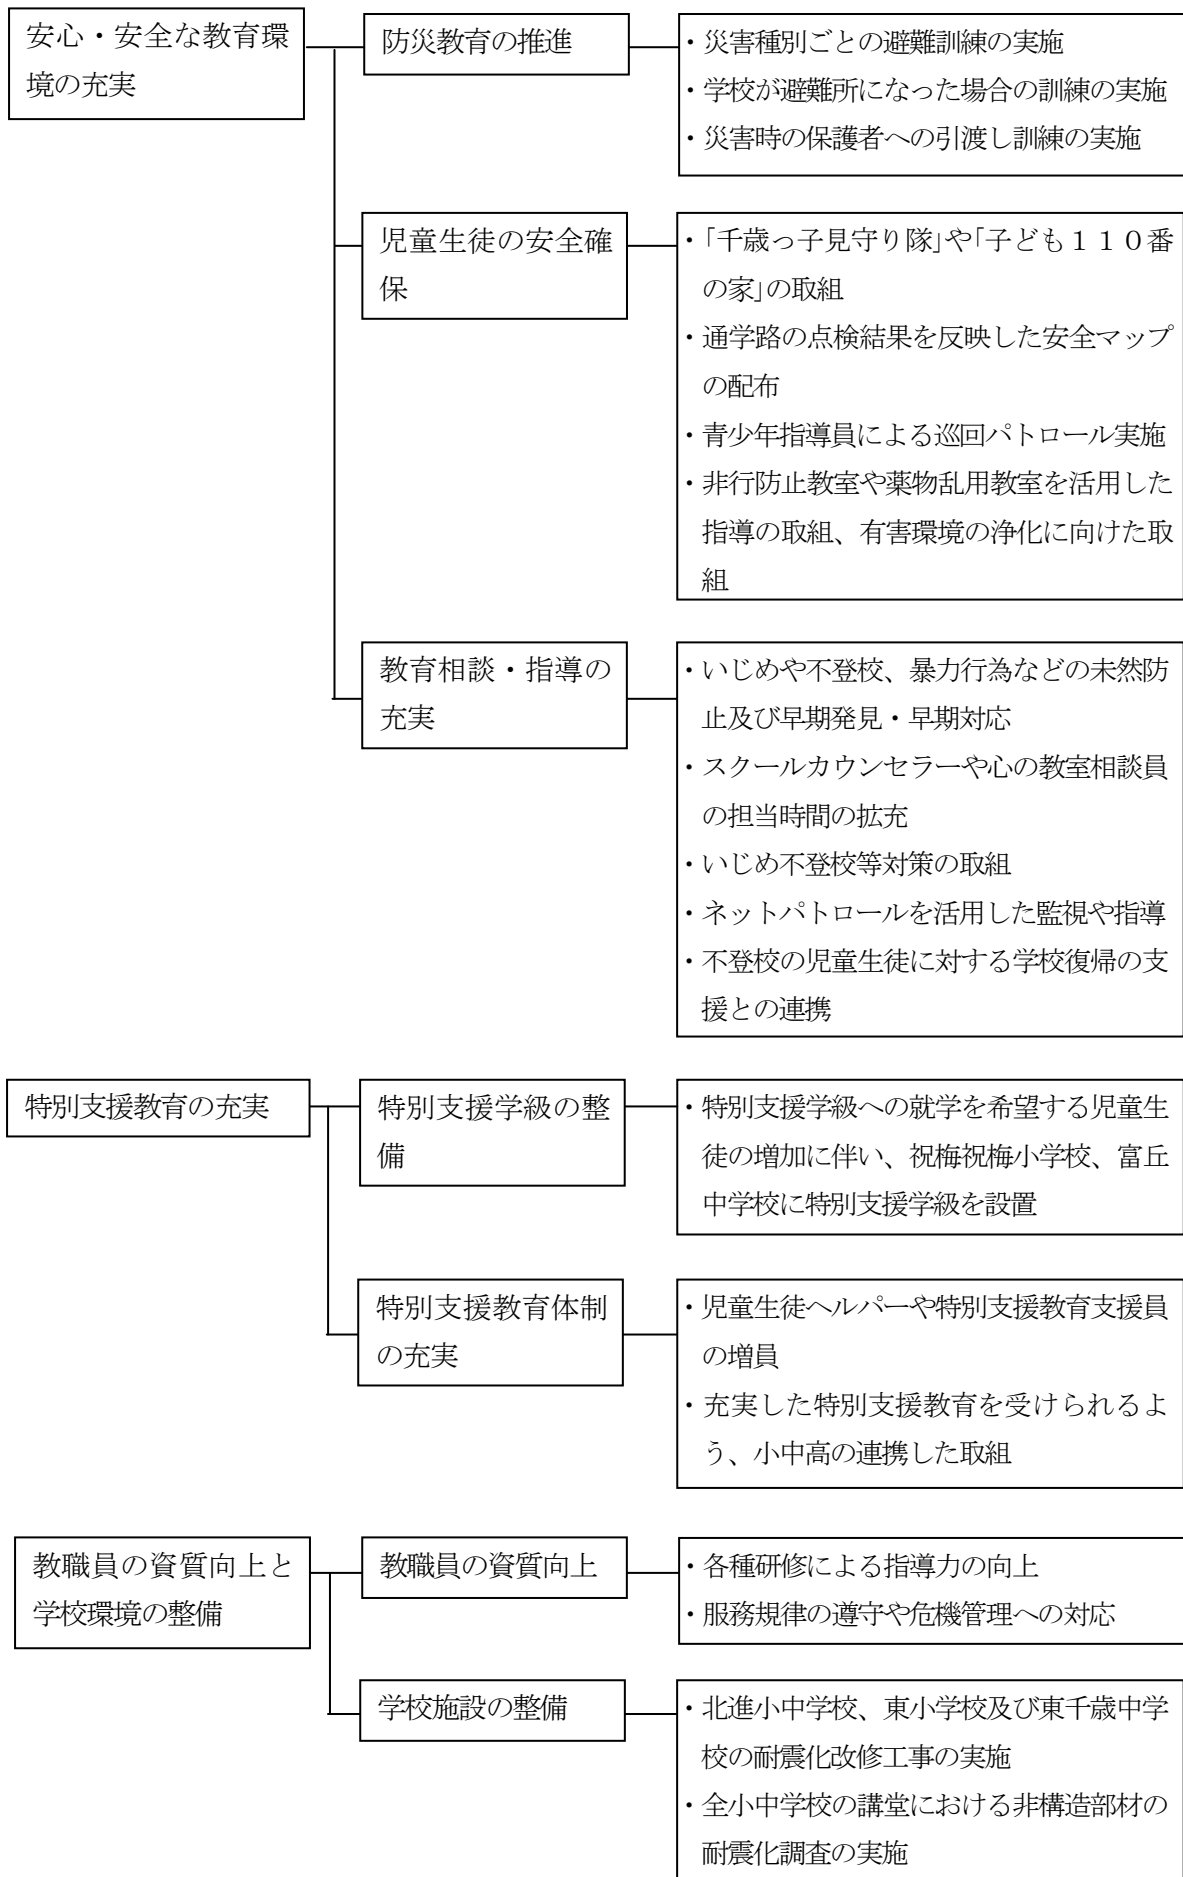 安心・安全な教育環
境の充実
防災教育の推進
・災害種別ごとの避難訓練の実施
・学校が避難所になった場合の訓練の実施
・災害時の保護者への引渡し訓練の実施
児童生徒の安全確
保
・「千歳っ子見守り隊」や「子ども１１０番
の家」の取組
・通学路の点検結果を反映した安全マップ
の配布
・青少年指導員による巡回パトロール実施
・非行防止教室や薬物乱用教室を活用した
指導の取組、有害環境の浄化に向けた取
組
教育相談・指導の
充実
・いじめや不登校、暴力行為などの未然防
止及び早期発見・早期対応
・スクールカウンセラーや心の教室相談員
の担当時間の拡充
・いじめ不登校等対策の取組
・ネットパトロールを活用した監視や指導
・不登校の児童生徒に対する学校復帰の支
援との連携
特別支援教育の充実
特別支援学級の整
備
・特別支援学級への就学を希望する児童生
徒の増加に伴い、祝梅祝梅小学校、富丘
中学校に特別支援学級を設置
特別支援教育体制
の充実
・児童生徒ヘルパーや特別支援教育支援員
の増員
・充実した特別支援教育を受けられるよ
う、小中高の連携した取組
教職員の資質向上と
学校環境の整備
教職員の資質向上
・各種研修による指導力の向上
・服務規律の遵守や危機管理への対応
学校施設の整備
・北進小中学校、東小学校及び東千歳中学
校の耐震化改修工事の実施
・全小中学校の講堂における非構造部材の
耐震化調査の実施